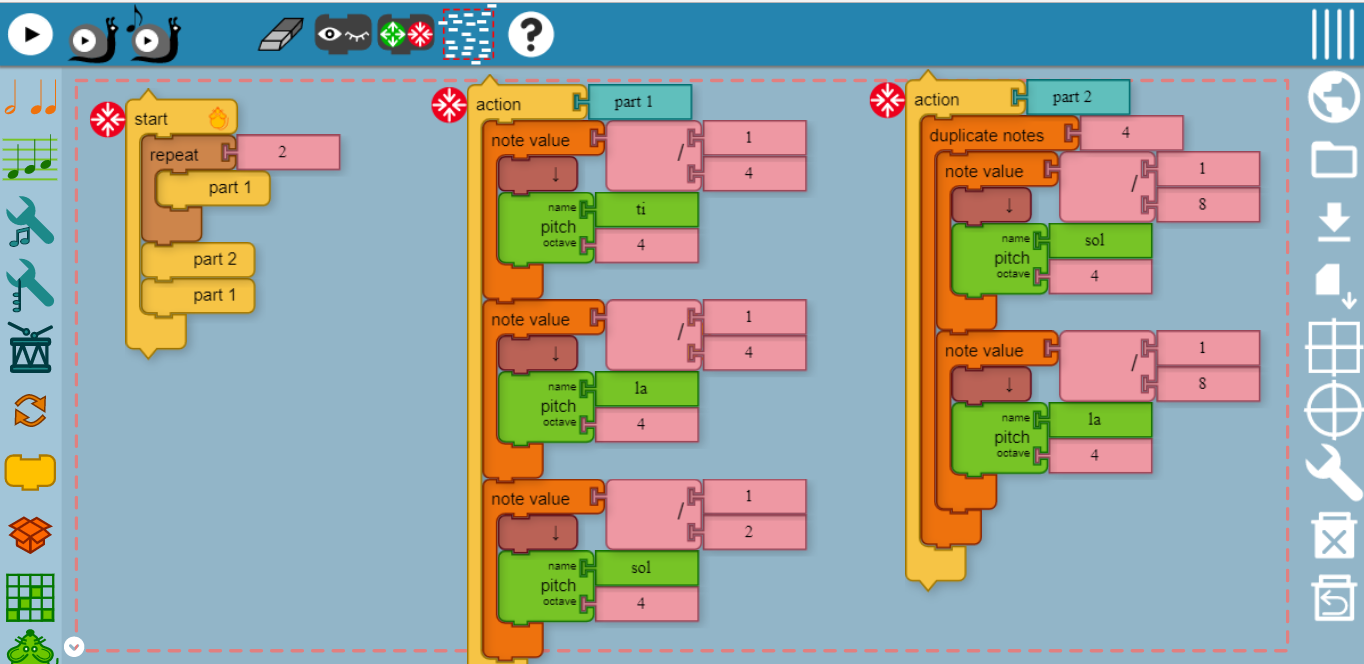 ?
start
repeat 2
part 1
part 2
part 1
action part 1
note value 1
/
↓ 4
name ti
pitch
octave 4
note value 1
/
↓ 4
name la
pitch
octave 4
note value 1
/
↓ 2
name sol
pitch
octave 4
action part 2
duplicate notes 4
note value 1
/
↓ 8
name sol
pitch
octave 4
note value 1
/
↓ 8
name la
pitch
octave 4